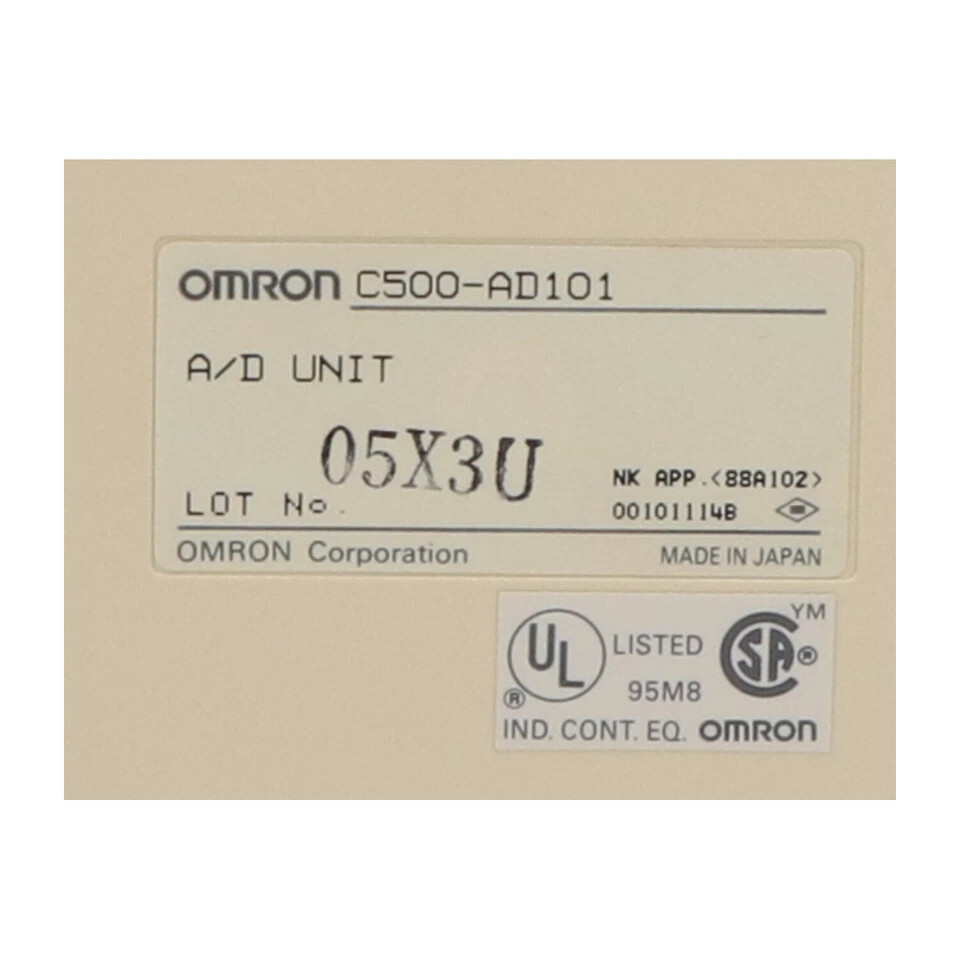 OMRON C500-AD101
A/D UNIT
05X3U
LOT No.
NK APP.<88A102>
00101114B
OMRON Corporation
MADE IN JAPAN
UL ®
LISTED
95M8
SA ®
YM
IND. CONT. EQ. OMRON